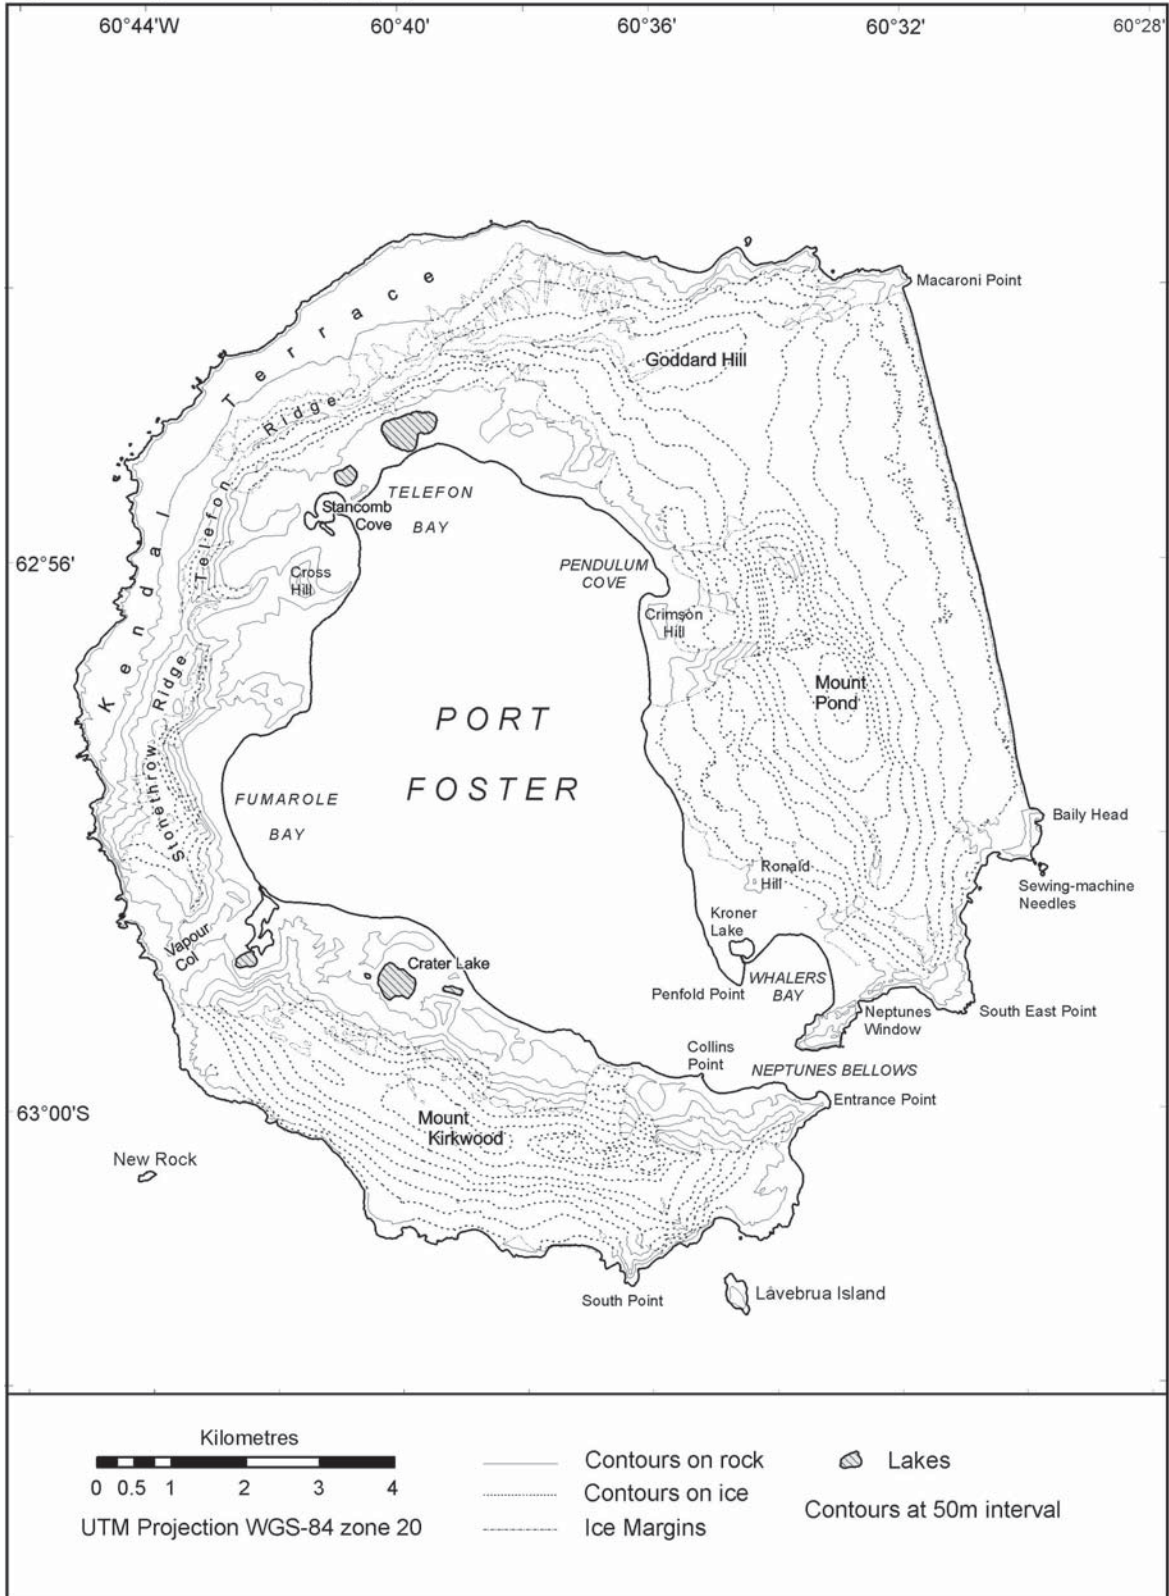 60°44'W 60°40' 60°36' 60°32' 60°28'
Macaroni Point
Kendal Terrace
Goddard Hill
Telefon Ridge
TELEFON
BAY
Stancomb
Cove
62°56'
PENDULUM
COVE
Cross
Hill
Crimson
Hill
Mount
Pond
Stonethrow Ridge
PORT
FOSTER
FUMAROLE
BAY
Baily Head
Ronald
Hill
Sewing-machine
Needles
Kroner
Lake
Vapour
Col
Crater Lake
WHALERS
BAY
Penfold Point
Neptunes
Window
South East Point
Collins
Point
NEPTUNES BELLOWS
Entrance Point
63°00'S
Mount
Kirkwood
New Rock
South Point
Låvebrua Island
Kilometres
0 0.5 1 2 3 4
UTM Projection WGS-84 zone 20
Contours on rock
Contours on ice
Ice Margins
Lakes
Contours at 50m interval